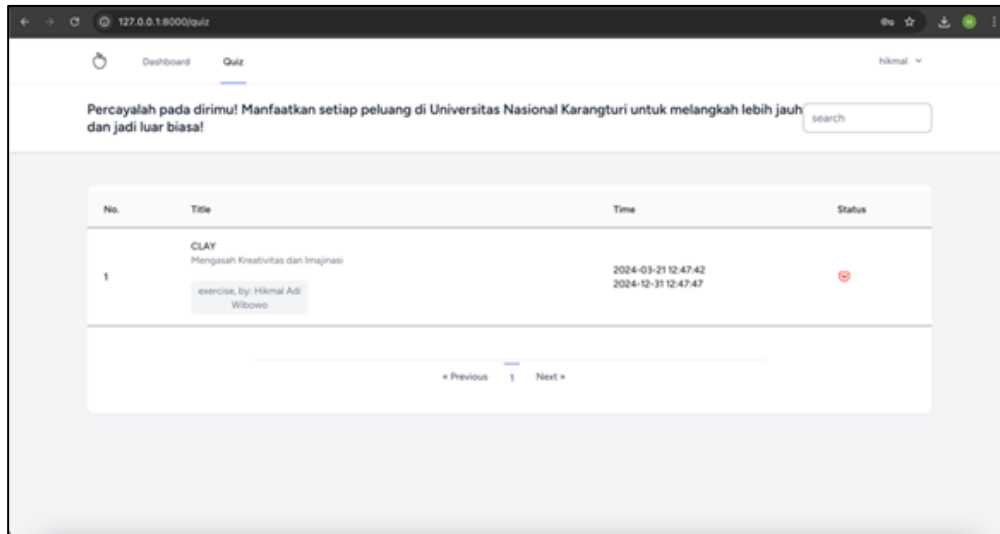 127.0.0.1:8000/quiz
Dashboard Quiz hikmal
Percayalah pada dirimu! Manfaatkan setiap peluang di Universitas Nasional Karangturi untuk melangkah lebih jauh
dan jadi luar biasa!
search
No. Title Time Status
CLAY
Mengasah Kreativitas dan Imajinasi
1
2024-03-21 12:47:42
2024-12-31 12:47:47
exercise, by: Hikmal Adi
Wibowo
« Previous 1 Next »